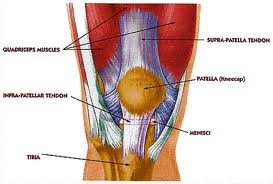 QUADRICEPS MUSCLES
SUPRA-PATELLA TENDON
PATELLA (Kneecap)
INFRA-PATELLAR TENDON
MENISCI
TIBIA